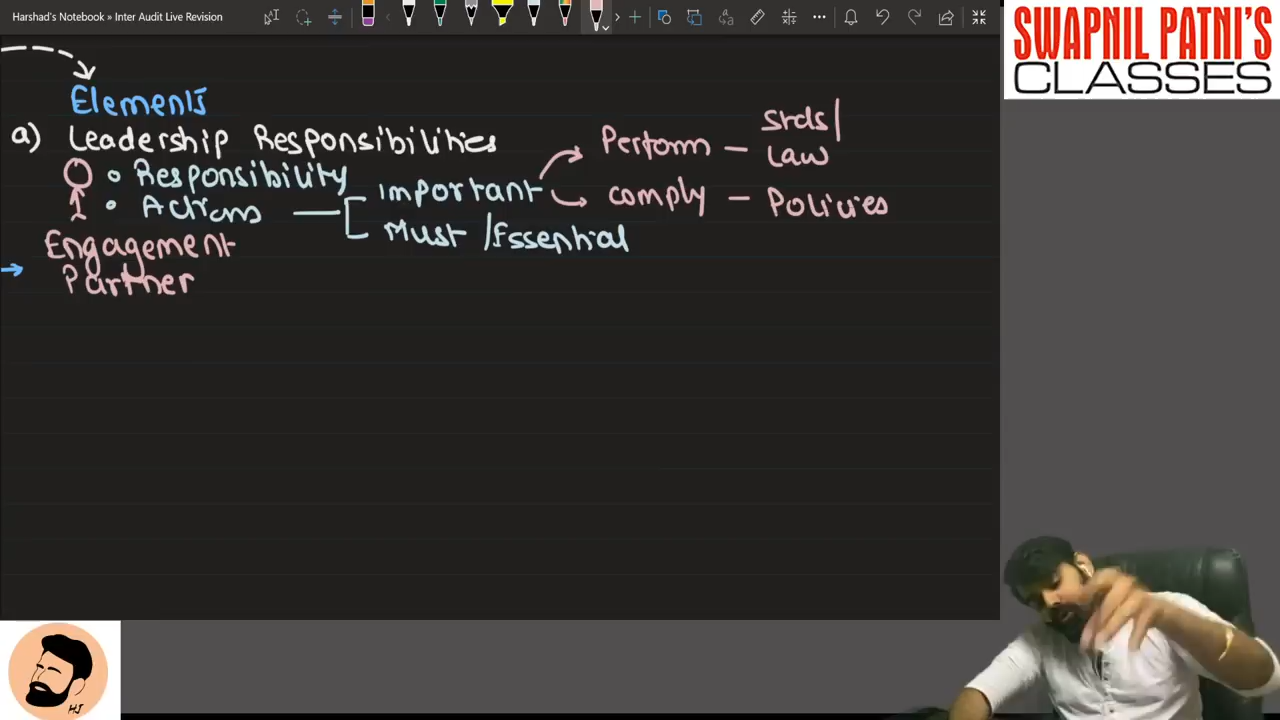 Harshad's Notebook » Inter Audit Live Revision
SWAPNIL PATNI'S
CLASSES
Elements
a) Leadership Responsibilities
Responsibility
Actions
Important
Must / Essential
Perform — Stds/
Law
comply — Policies
Engagement
Partner
HJ